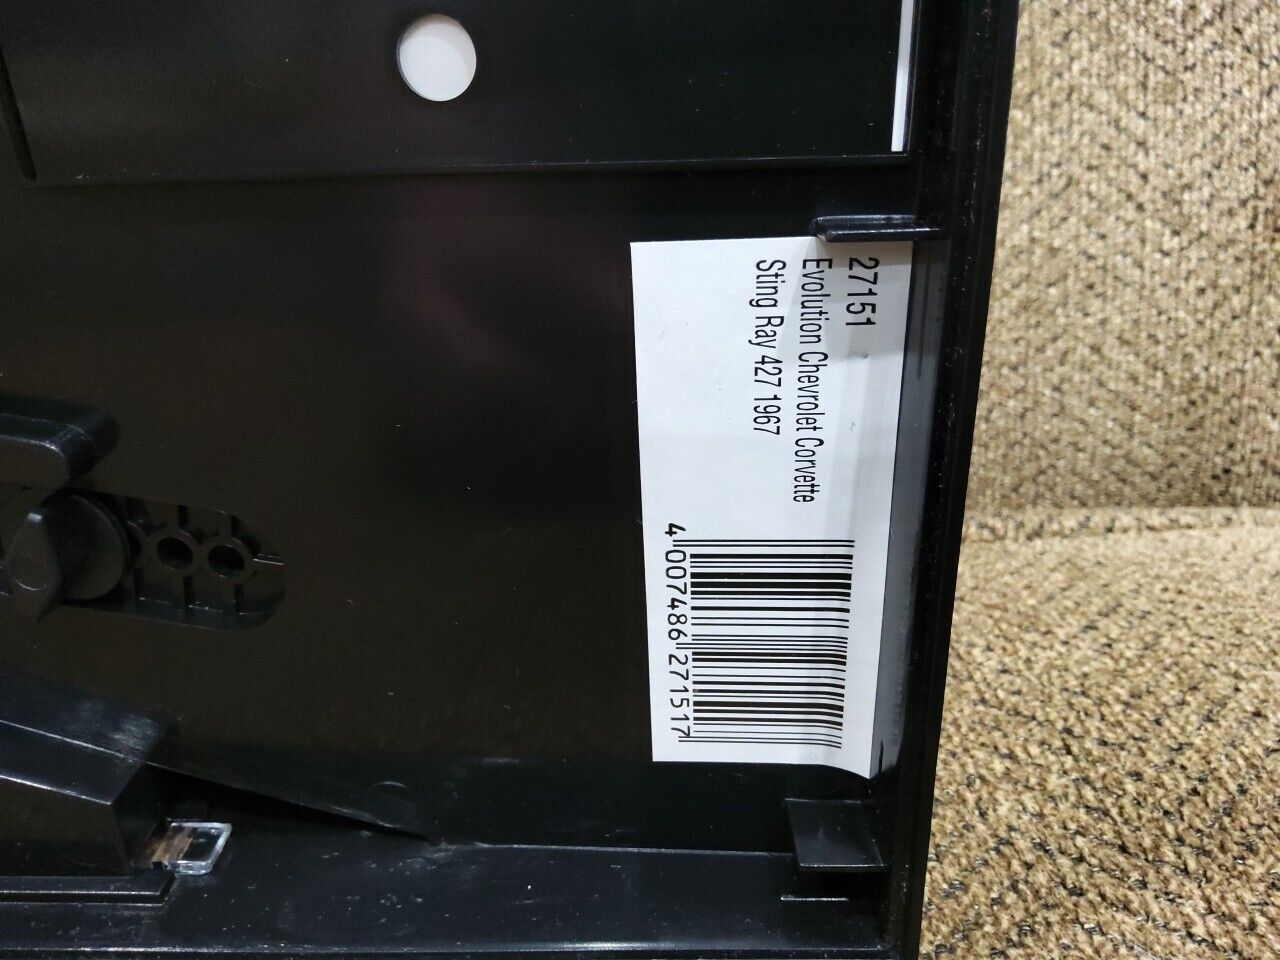 27151
Evolution Chevrolet Corvette
Sting Ray 427 1967
4 007486 271517